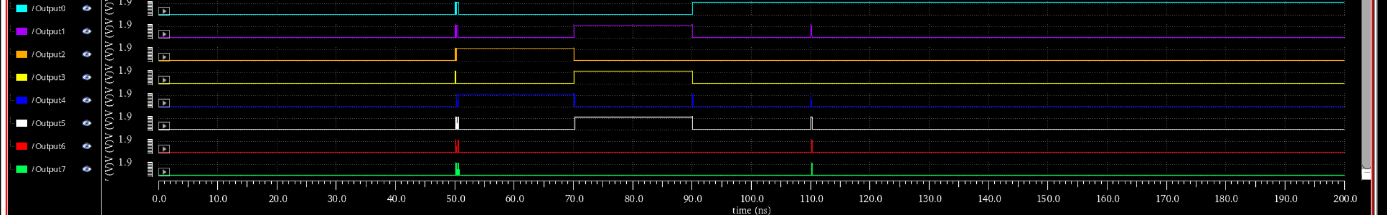 /Output0 1.9
/Output1 1.9
/Output2 1.9
/Output3 1.9
/Output4 1.9
/Output5 1.9
/Output6 1.9
/Output7 1.9
0.0 10.0 20.0 30.0 40.0 50.0 60.0 70.0 80.0 90.0 100.0 110.0 120.0 130.0 140.0 150.0 160.0 170.0 180.0 190.0 200.0
time (ns)